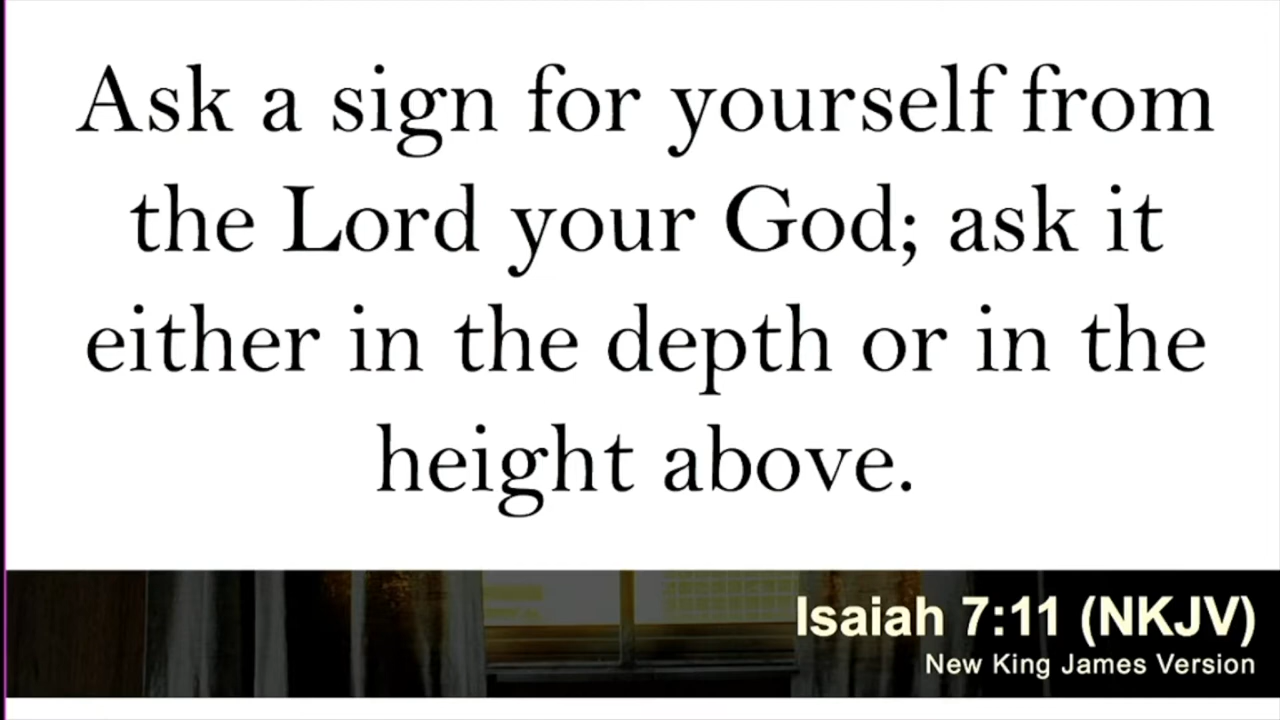 Ask a sign for yourself from
the Lord your God; ask it
either in the depth or in the
height above.
Isaiah 7:11 (NKJV)
New King James Version